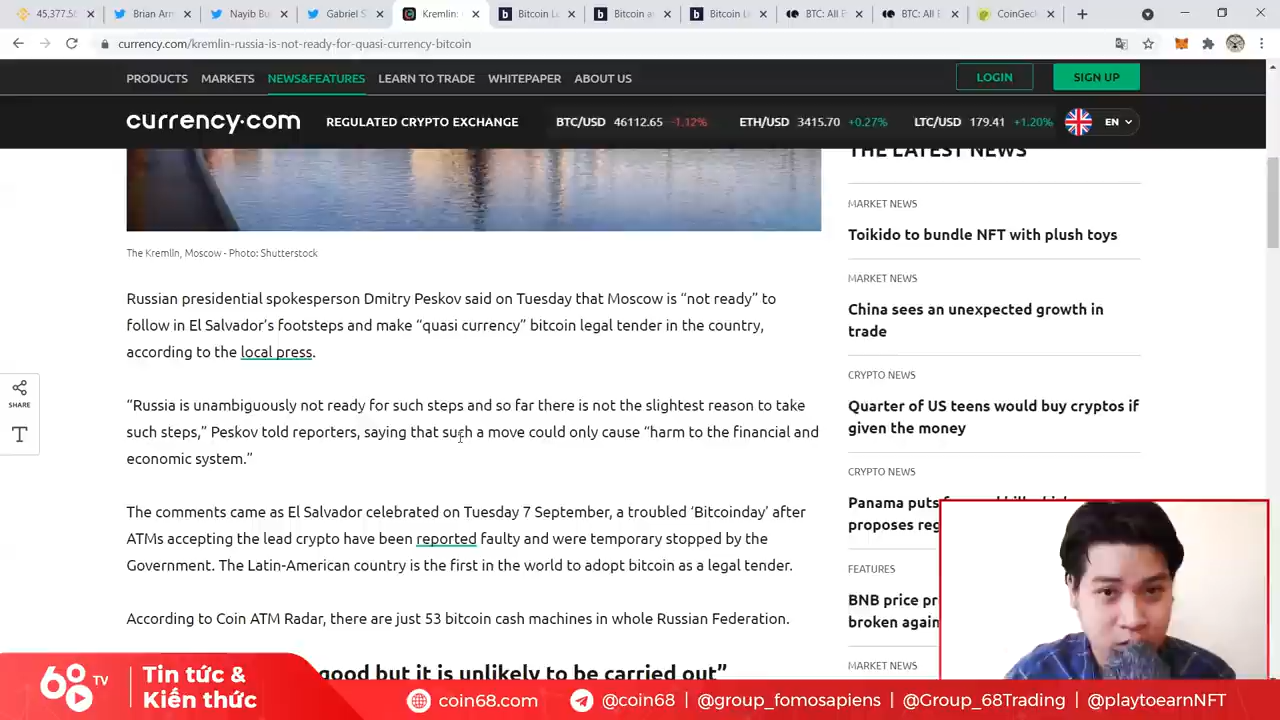 45,377.58
Brian Arm
Nayib Bu
Gabriel S
Kremlin:
Bitcoin L
Bitcoin a
Bitcoin L
BTC: All E
BTC: All E
CoinGec
currency.com/kremlin-russia-is-not-ready-for-quasi-currency-bitcoin
PRODUCTS MARKETS NEWS&FEATURES LEARN TO TRADE WHITEPAPER ABOUT US LOGIN SIGN UP
currency.com REGULATED CRYPTO EXCHANGE BTC/USD 46112.65 -1.12% ETH/USD 3415.70 +0.27% LTC/USD 179.41 +1.20% EN
The Kremlin, Moscow - Photo: Shutterstock
Russian presidential spokesperson Dmitry Peskov said on Tuesday that Moscow is “not ready” to
follow in El Salvador’s footsteps and make “quasi currency” bitcoin legal tender in the country,
according to the local press.
“Russia is unambiguously not ready for such steps and so far there is not the slightest reason to take
such steps,” Peskov told reporters, saying that such a move could only cause “harm to the financial and
economic system.”
The comments came as El Salvador celebrated on Tuesday 7 September, a troubled ‘Bitcoinday’ after
ATMs accepting the lead crypto have been reported faulty and were temporary stopped by the
Government. The Latin-American country is the first in the world to adopt bitcoin as a legal tender.
According to Coin ATM Radar, there are just 53 bitcoin cash machines in whole Russian Federation.
good but it is unlikely to be carried out”
SHARE
T
THE LATEST NEWS
MARKET NEWS
Toikido to bundle NFT with plush toys
MARKET NEWS
China sees an unexpected growth in
trade
CRYPTO NEWS
Quarter of US teens would buy cryptos if
given the money
CRYPTO NEWS
Panama puts
proposes reg
FEATURES
BNB price pr
broken again
MARKET NEWS
68 TV
Tin tức &
Kiến thức
coin68.com | @coin68 | @group_fomosapiens | @Group_68Trading | @playtoearnNFT